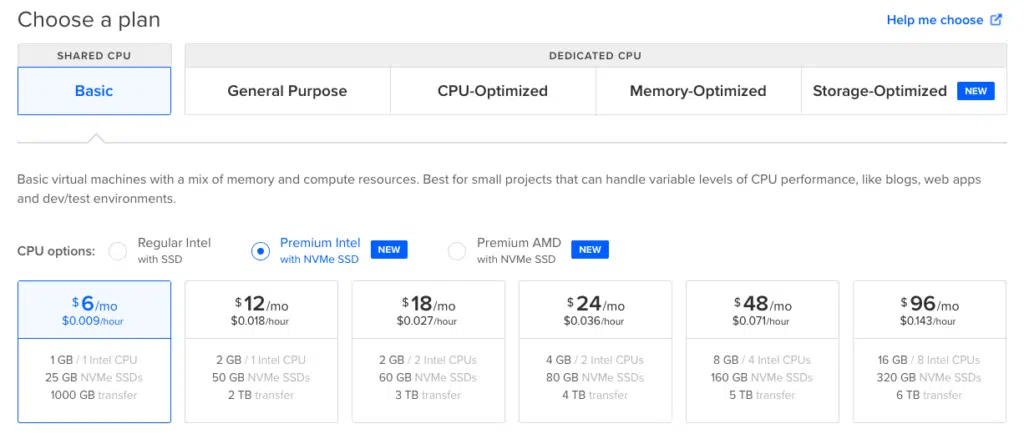 Choose a plan
Help me choose
SHARED CPU
DEDICATED CPU
Basic
General Purpose
CPU-Optimized
Memory-Optimized
Storage-Optimized NEW
Basic virtual machines with a mix of memory and compute resources. Best for small projects that can handle variable levels of CPU performance, like blogs, web apps
and dev/test environments.
CPU options:
Regular Intel
with SSD
Premium Intel
with NVMe SSD
NEW
Premium AMD
with NVMe SSD
NEW
$6/mo
$0.009/hour
1 GB / 1 Intel CPU
25 GB NVMe SSDs
1000 GB transfer
$12/mo
$0.018/hour
2 GB / 1 Intel CPU
50 GB NVMe SSDs
2 TB transfer
$18/mo
$0.027/hour
2 GB / 2 Intel CPUs
60 GB NVMe SSDs
3 TB transfer
$24/mo
$0.036/hour
4 GB / 2 Intel CPUs
80 GB NVMe SSDs
4 TB transfer
$48/mo
$0.071/hour
8 GB / 4 Intel CPUs
160 GB NVMe SSDs
5 TB transfer
$96/mo
$0.143/hour
16 GB / 8 Intel CPUs
320 GB NVMe SSDs
6 TB transfer